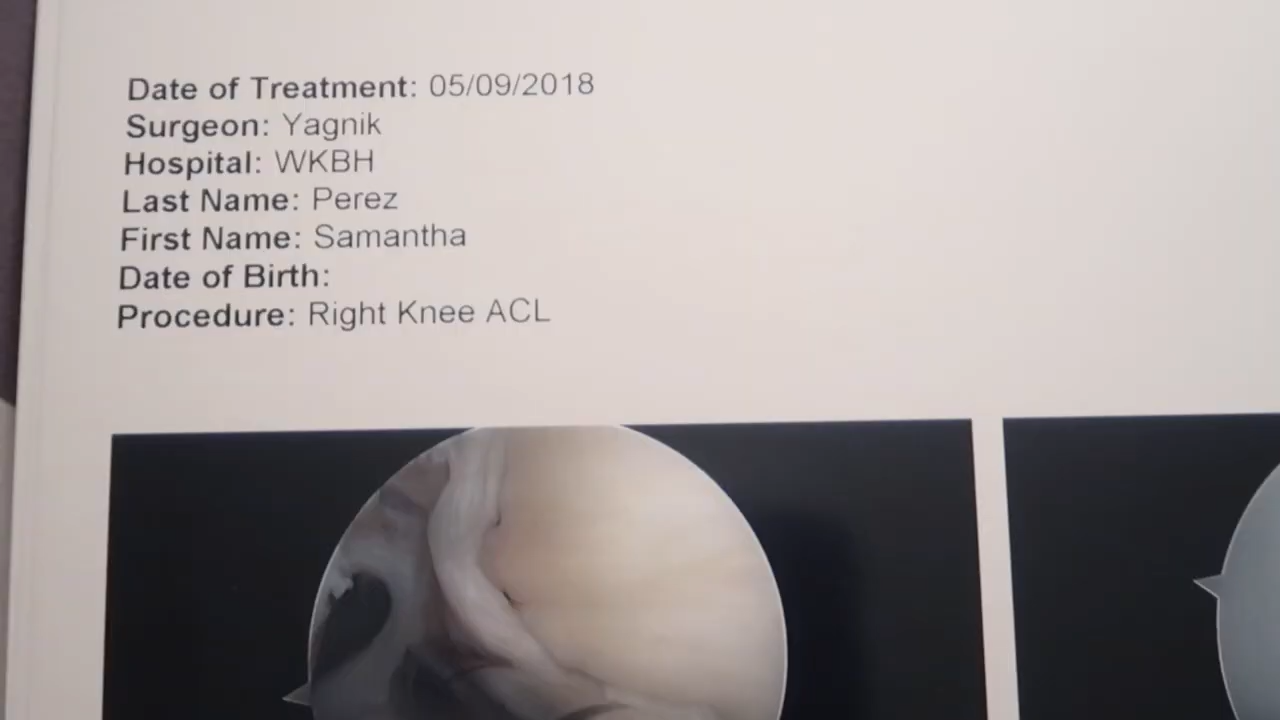 Date of Treatment: 05/09/2018
Surgeon: Yagnik
Hospital: WKBH
Last Name: Perez
First Name: Samantha
Date of Birth:
Procedure: Right Knee ACL